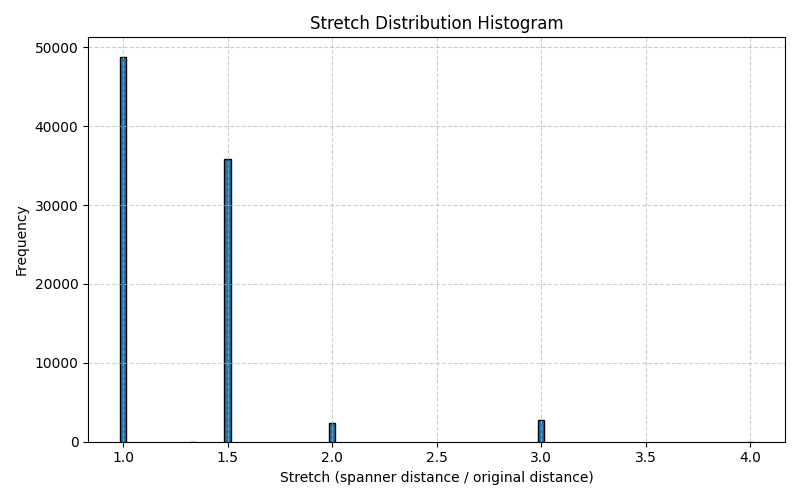 Stretch Distribution Histogram
50000
40000
30000
20000
10000
0
Frequency
1.0 1.5 2.0 2.5 3.0 3.5 4.0
Stretch (spanner distance / original distance)